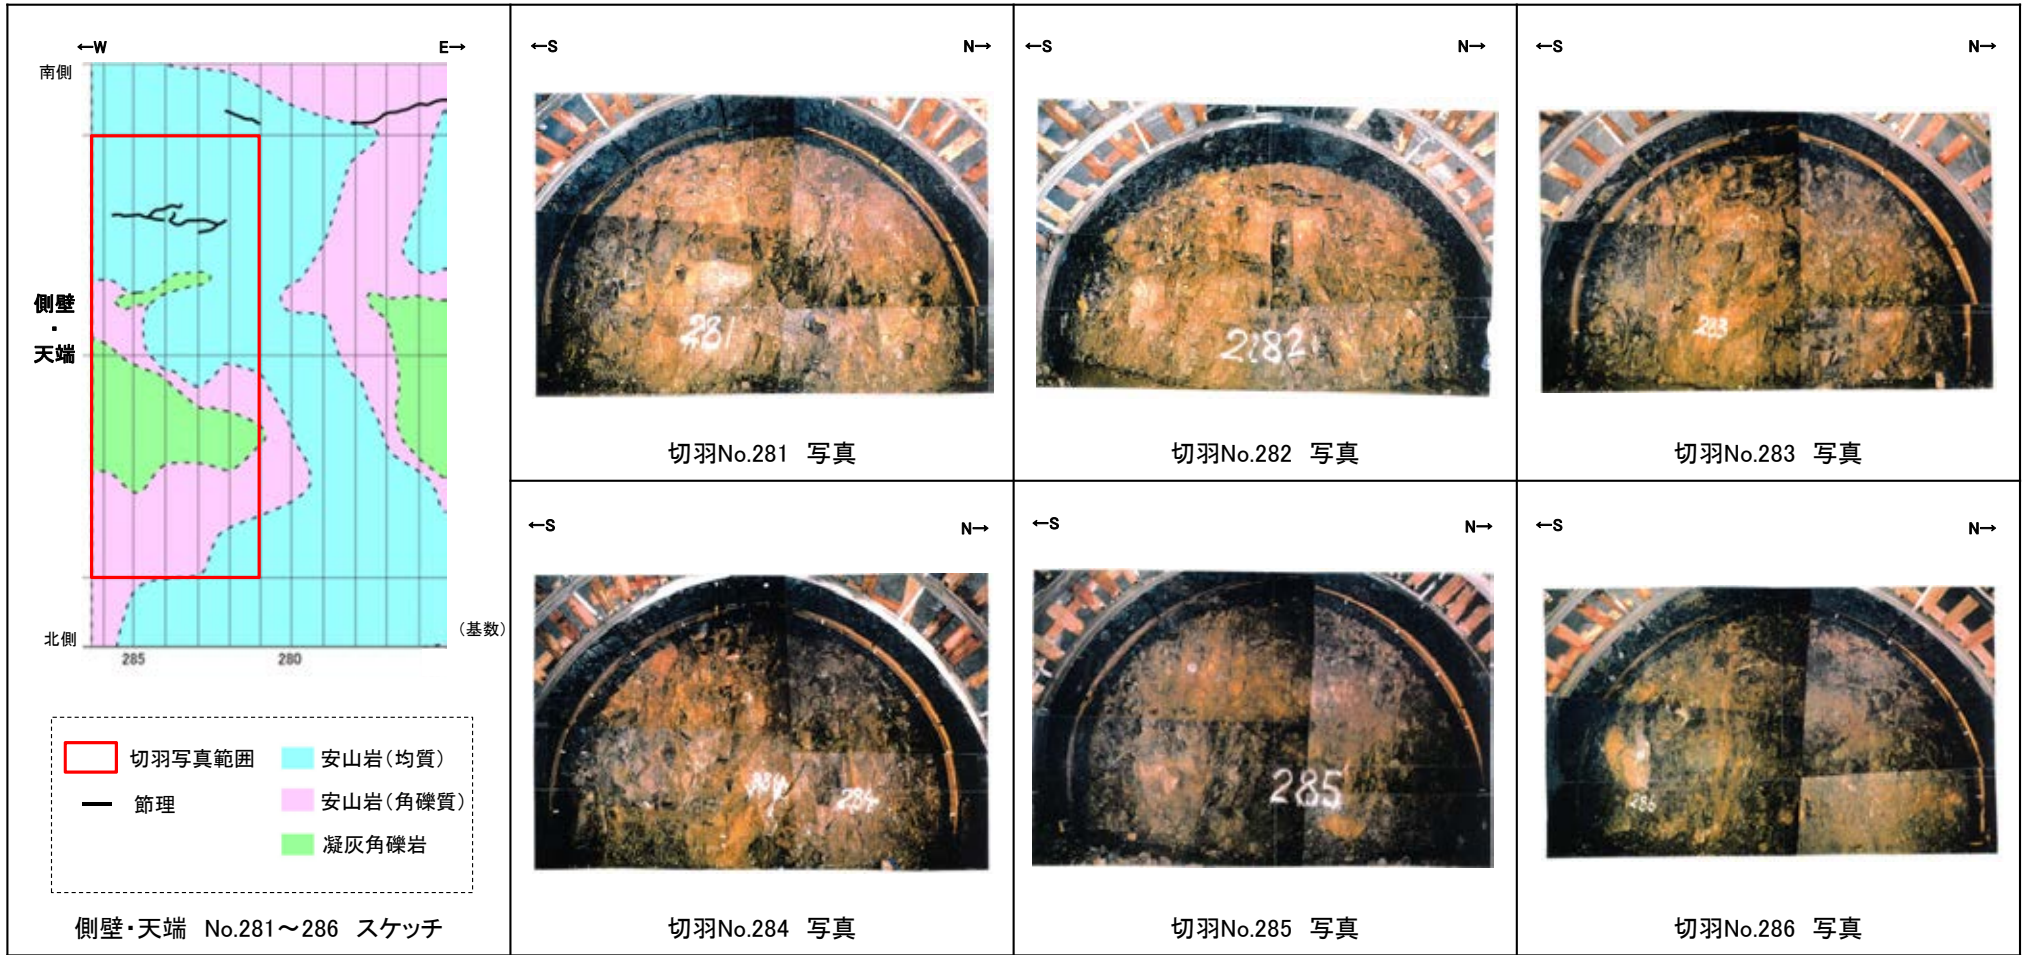 ←W E→
南側
側壁
・
天端
北側
(基数)
285 280
切羽写真範囲
節理
安山岩(均質)
安山岩(角礫質)
凝灰角礫岩
側壁・天端 No.281~286 スケッチ
←S N→
281
切羽No.281 写真
←S N→
282
切羽No.282 写真
←S N→
283
切羽No.283 写真
←S N→
284
284
切羽No.284 写真
←S N→
285
切羽No.285 写真
←S N→
286
切羽No.286 写真